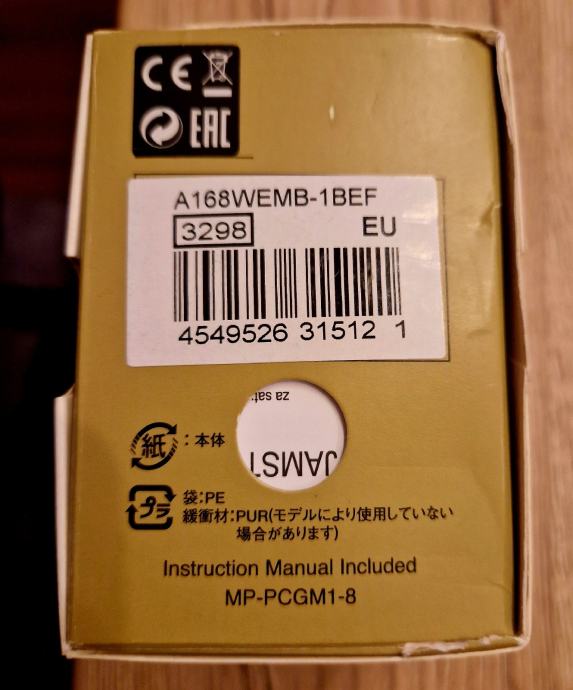 CE
EAC
A168WEMB-1BEF
3298 EU
4549526 31512 1
za sat
JAMST
紙：本体
プラ 袋：PE
緩衝材：PUR(モデルにより使用していない
場合があります)
Instruction Manual Included
MP-PCGM1-8